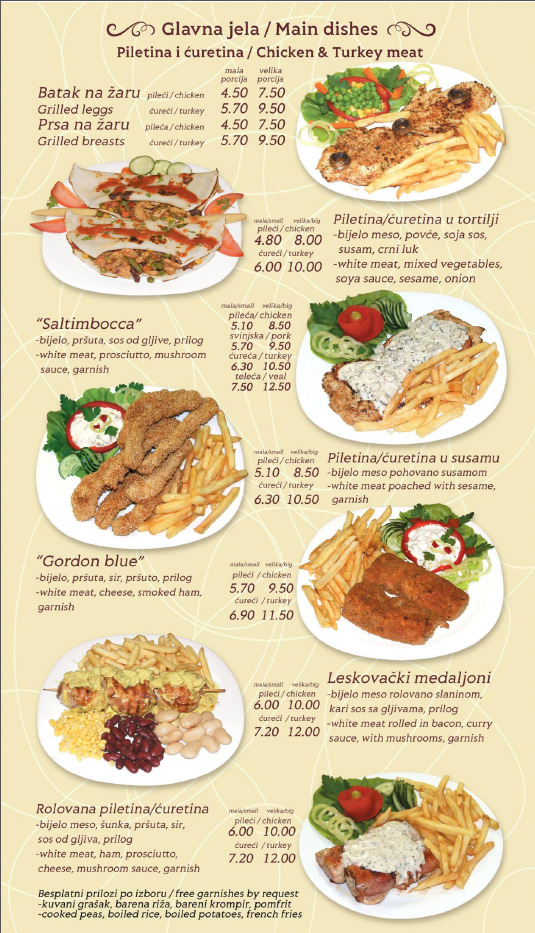 Glavna jela / Main dishes
Piletina i ćuretina / Chicken & Turkey meat
mala porcija velika porcija
Batak na žaru pileći / chicken 4.50 7.50
Grilled leggs ćureći / turkey 5.70 9.50
Prsa na žaru pileća / chicken 4.50 7.50
Grilled breasts ćureći / turkey 5.70 9.50
Piletina/ćuretina u tortilji
-bijelo meso, povće, soja sos,
susam, crni luk
-white meat, mixed vegetables,
soya sauce, sesame, onion
mala/small velika/big
pileći / chicken
4.80 8.00
ćureći / turkey
6.00 10.00
"Saltimbocca"
-bijelo, pršuta, sos od gljive, prilog
-white meat, prosciutto, mushroom
sauce, garnish
mala/small velika/big
pileća / chicken
5.10 8.50
svinjska / pork
5.70 9.50
ćureća / turkey
6.30 10.50
teleća / veal
7.50 12.50
Piletina/ćuretina u susamu
-bijelo meso pohovano susamom
-white meat poached with sesame,
garnish
mala/small velika/big
pileći / chicken
5.10 8.50
ćureći / turkey
6.30 10.50
"Gordon blue"
-bijelo, pršuta, sir, pršuto, prilog
-white meat, cheese, smoked ham,
garnish
mala/small velika/big
pileći / chicken
5.70 9.50
ćureći / turkey
6.90 11.50
Leskovački medaljoni
-bijelo meso rolovano slaninom,
kari sos sa gljivama, prilog
-white meat rolled in bacon, curry
sauce, with mushrooms, garnish
mala/small velika/big
pileći / chicken
6.00 10.00
ćureći / turkey
7.20 12.00
Rolovana piletina/ćuretina
-bijelo meso, šunka, pršuta, sir,
sos od gljiva, prilog
-white meat, ham, prosciutto,
cheese, mushroom sauce, garnish
mala/small velika/big
pileći / chicken
6.00 10.00
ćureći / turkey
7.20 12.00
Besplatni prilozi po izboru / free garnishes by request
-kuvani grašak, barena riža, bareni krompir, pomfrit
-cooked peas, boiled rice, boiled potatoes, french fries